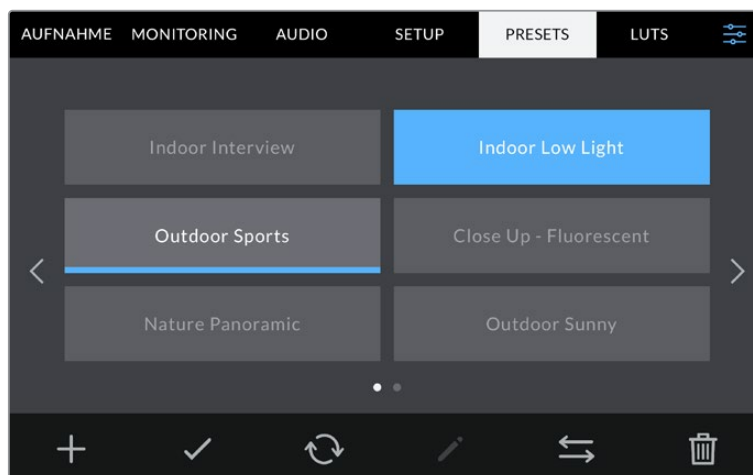 AUFNAHME MONITORING AUDIO SETUP PRESETS LUTS
Indoor Interview Indoor Low Light
Outdoor Sports Close Up - Fluorescent
Nature Panoramic Outdoor Sunny